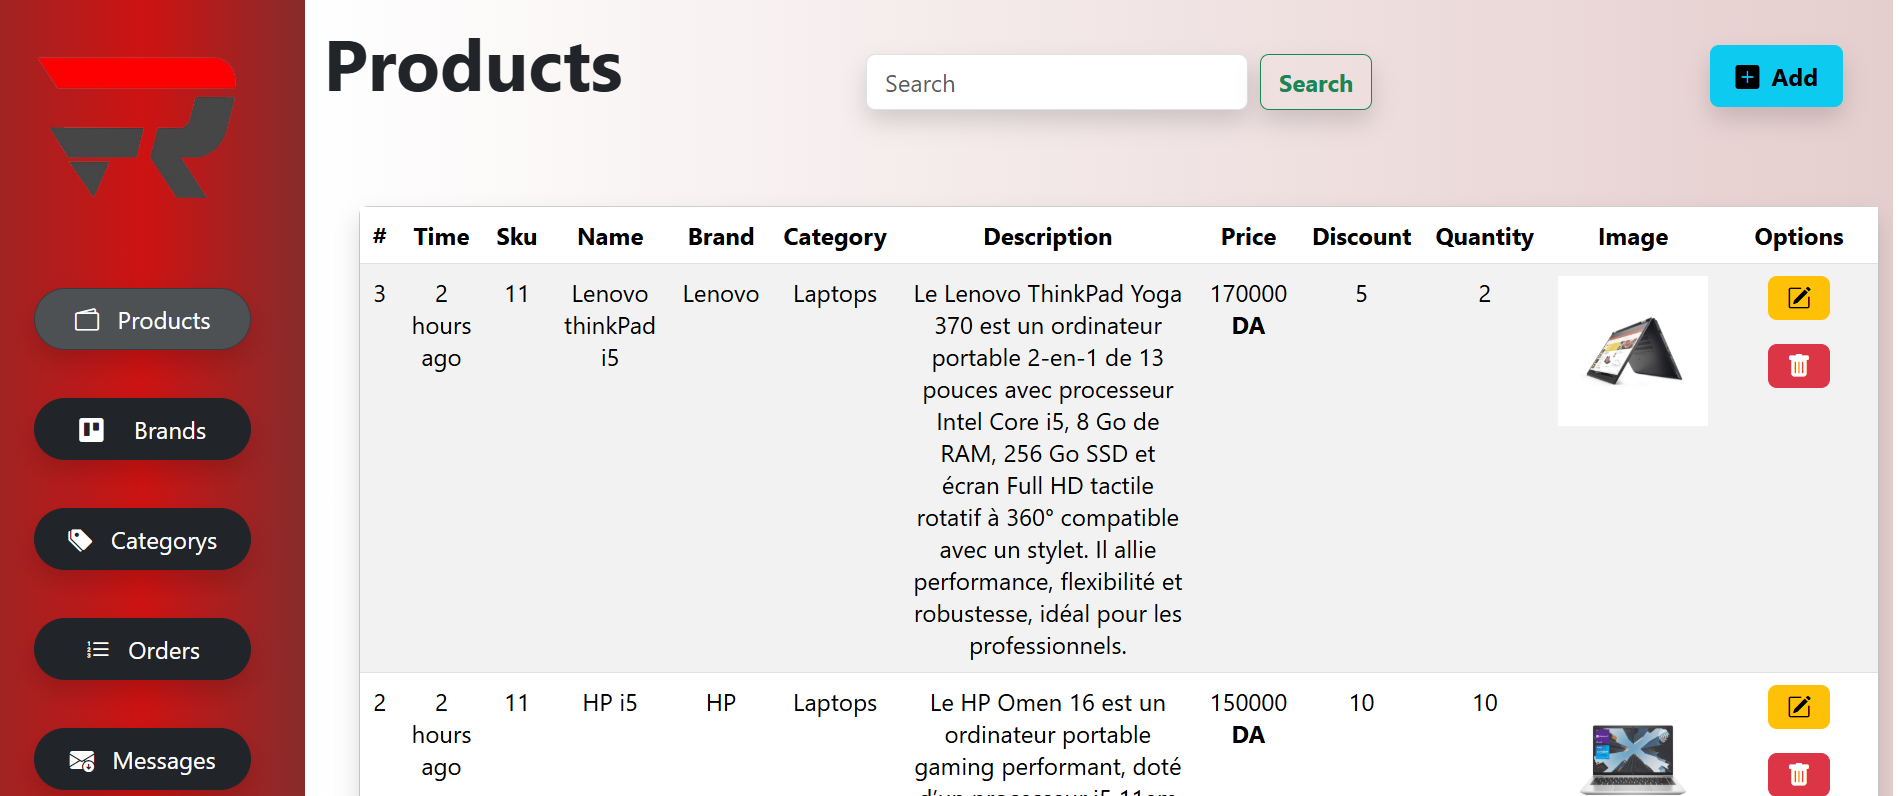 Products
Search
Search
Add
Products
Brands
Categorys
Orders
Messages
# Time Sku Name Brand Category Description Price Discount Quantity Image Options
3
2
hours
ago
11
Lenovo
thinkPad
i5
Lenovo
Laptops
Le Lenovo ThinkPad Yoga
370 est un ordinateur
portable 2-en-1 de 13
pouces avec processeur
Intel Core i5, 8 Go de
RAM, 256 Go SSD et
écran Full HD tactile
rotatif à 360° compatible
avec un stylet. Il allie
performance, flexibilité et
robustesse, idéal pour les
professionnels.
170000
DA
5
2
2
2
hours
ago
11
HP i5
HP
Laptops
Le HP Omen 16 est un
ordinateur portable
gaming performant, doté
d'un processeur i5 11em
150000
DA
10
10